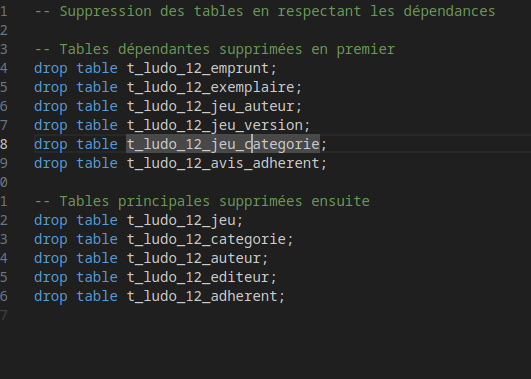 1 -- Suppression des tables en respectant les dépendances
2
3 -- Tables dépendantes supprimées en premier
4 drop table t_ludo_12_emprunt;
5 drop table t_ludo_12_exemplaire;
6 drop table t_ludo_12_jeu_auteur;
7 drop table t_ludo_12_jeu_version;
8 drop table t_ludo_12_jeu_categorie;
9 drop table t_ludo_12_avis_adherent;
0
1 -- Tables principales supprimées ensuite
2 drop table t_ludo_12_jeu;
3 drop table t_ludo_12_categorie;
4 drop table t_ludo_12_auteur;
5 drop table t_ludo_12_editeur;
6 drop table t_ludo_12_adherent;
7